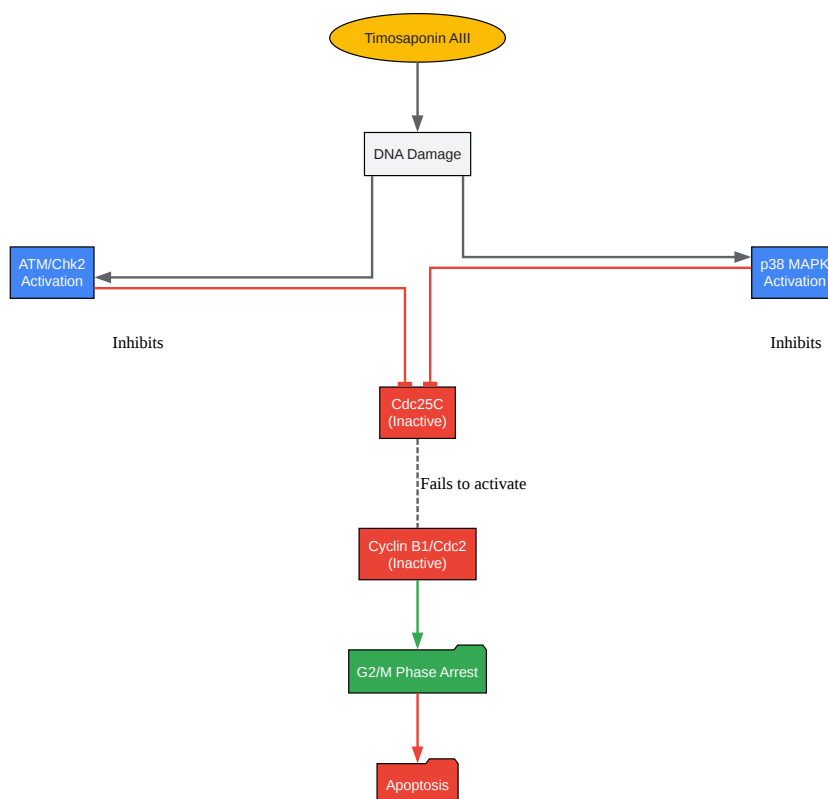 Timosaponin AIII
DNA Damage
ATM/Chk2
Activation
p38 MAPK
Activation
Inhibits
Inhibits
Cdc25C
(Inactive)
Fails to activate
Cyclin B1/Cdc2
(Inactive)
G2/M Phase Arrest
Apoptosis